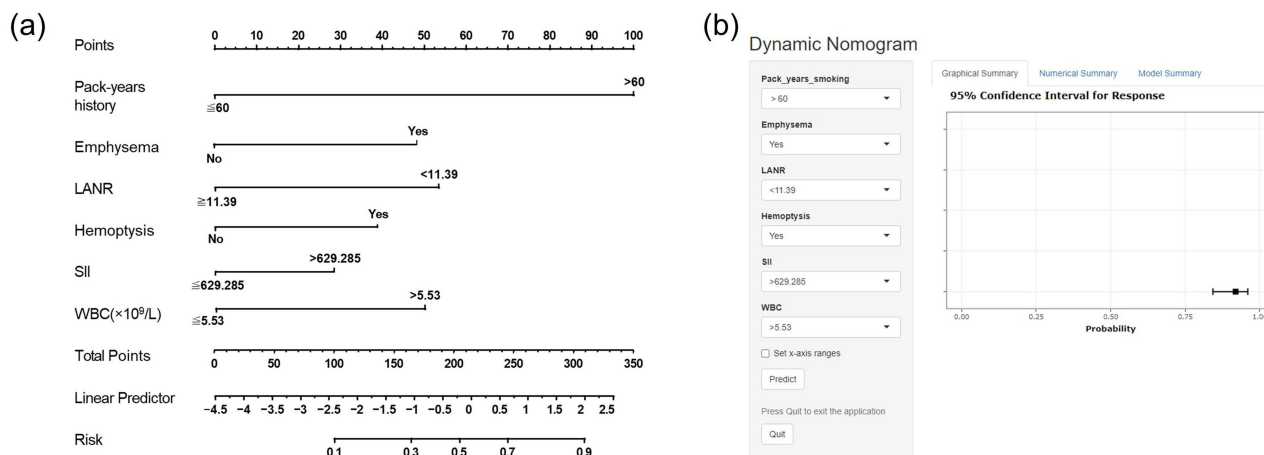 (a)
Points
0 10 20 30 40 50 60 70 80 90 100
Pack-years
history
>60
≦60
Emphysema
Yes
No
LANR
<11.39
≧11.39
Hemoptysis
Yes
No
SII
>629.285
≦629.285
WBC(×10⁹/L)
>5.53
≦5.53
Total Points
0 50 100 150 200 250 300 350
Linear Predictor
−4.5 −4 −3.5 −3 −2.5 −2 −1.5 −1 −0.5 0 0.5 1 1.5 2 2.5
Risk
0.1 0.3 0.5 0.7 0.9
(b)
Dynamic Nomogram
Pack_years_smoking
> 60
Emphysema
Yes
LANR
<11.39
Hemoptysis
Yes
SII
>629.285
WBC
>5.53
Set x-axis ranges
Predict
Press Quit to exit the application
Quit
Graphical Summary Numerical Summary Model Summary
95% Confidence Interval for Response
0.00 0.25 0.50 0.75 1.0
Probability